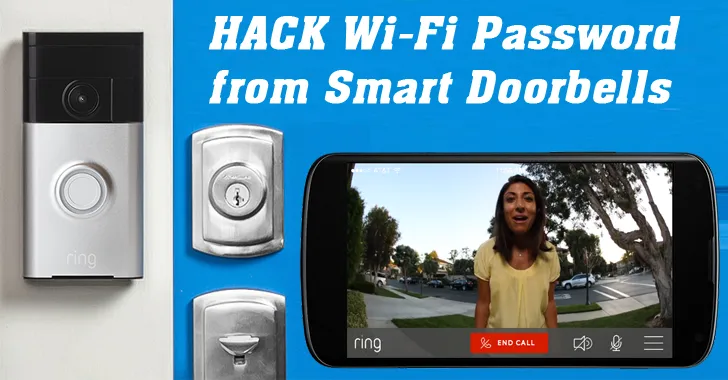 HACK Wi-Fi Password
from Smart Doorbells
ring
ring
END CALL